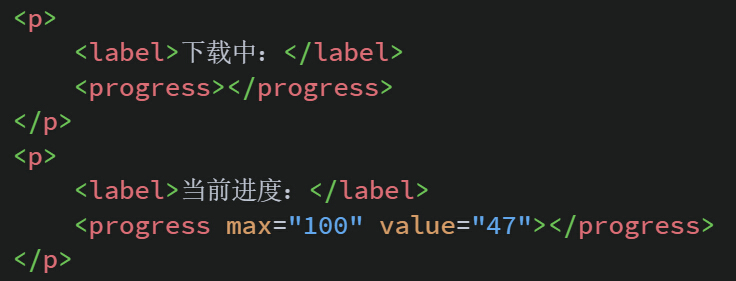 <p>
    <label>下载中：</label>
    <progress></progress>
</p>
<p>
    <label>当前进度：</label>
    <progress max="100" value="47"></progress>
</p>